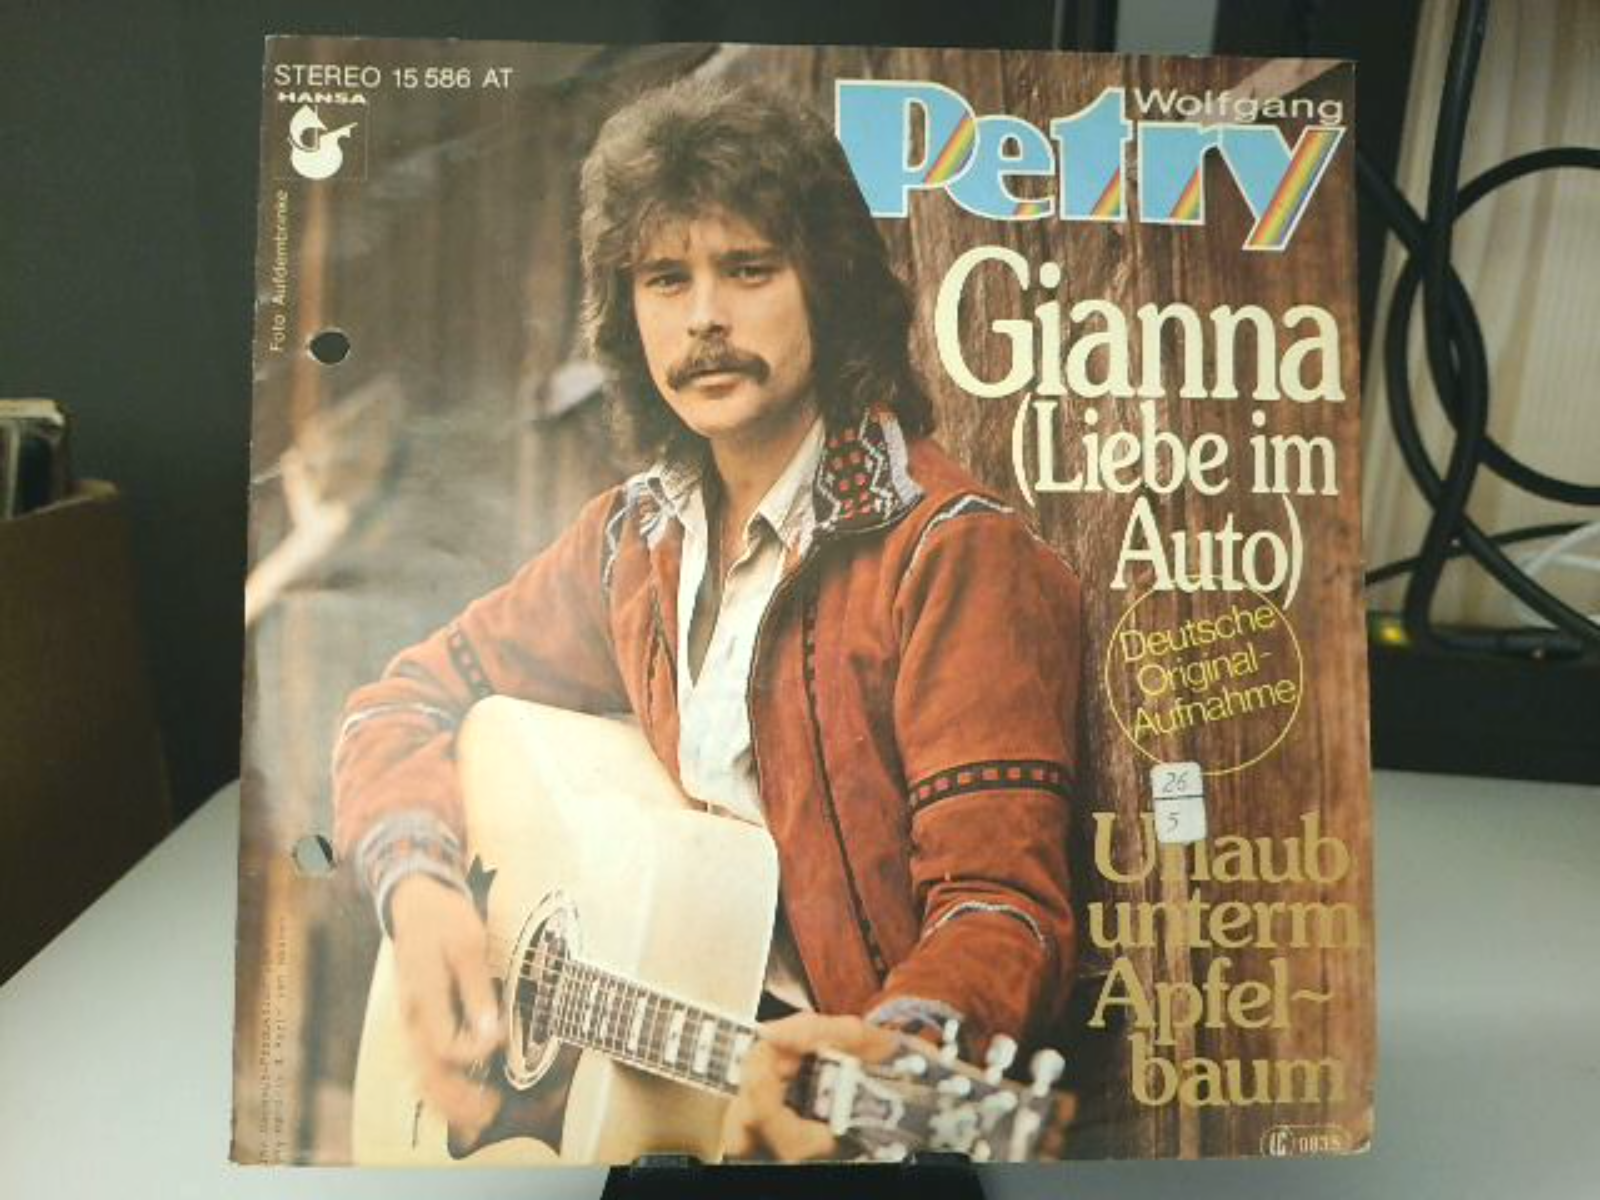 STEREO 15 586 AT
HANSA
Foto Aufdembrinke
Wolfgang
Petry
Gianna
(Liebe im
Auto)
Deutsche
Original-
Aufnahme
26
5
Urlaub
unterm
Apfel~
baum